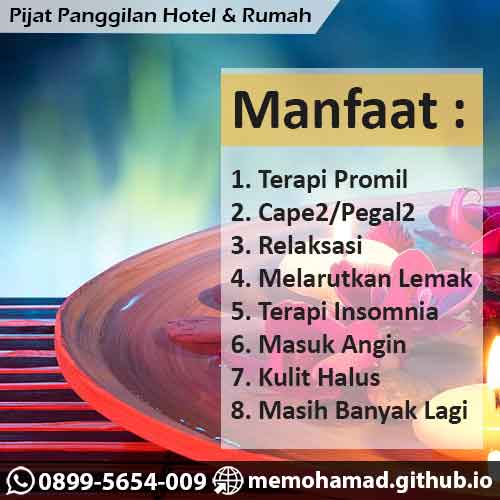 Pijat Panggilan Hotel & Rumah
Manfaat :
1. Terapi Promil
2. Cape2/Pegal2
3. Relaksasi
4. Melarutkan Lemak
5. Terapi Insomnia
6. Masuk Angin
7. Kulit Halus
8. Masih Banyak Lagi
0899-5654-009 memohamad.github.io